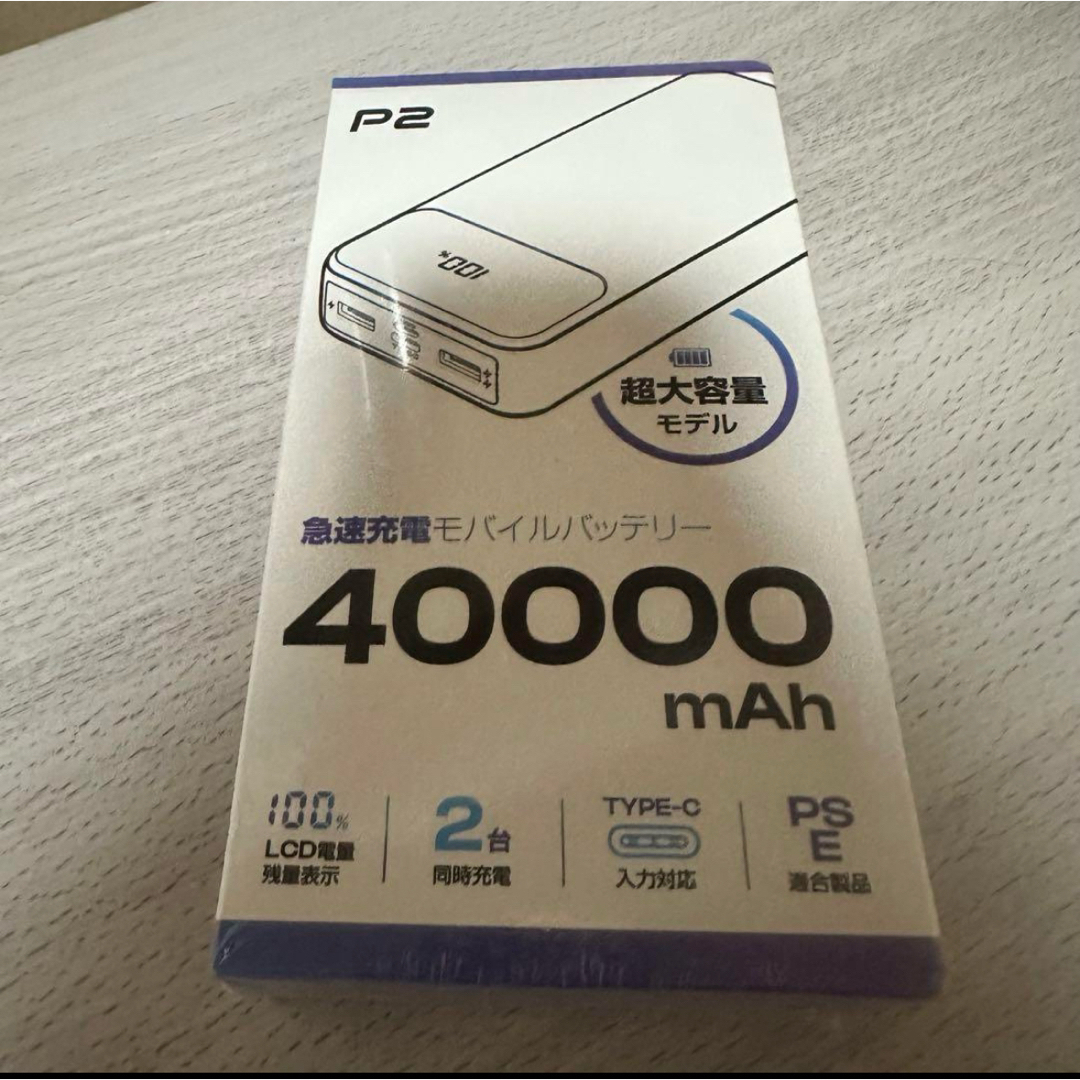 P2
100%
超大容量
モデル
急速充電モバイルバッテリー
40000
mAh
100%
LCD電量
残量表示
2台
同時充電
TYPE-C
入力対応
PS
E
適合製品